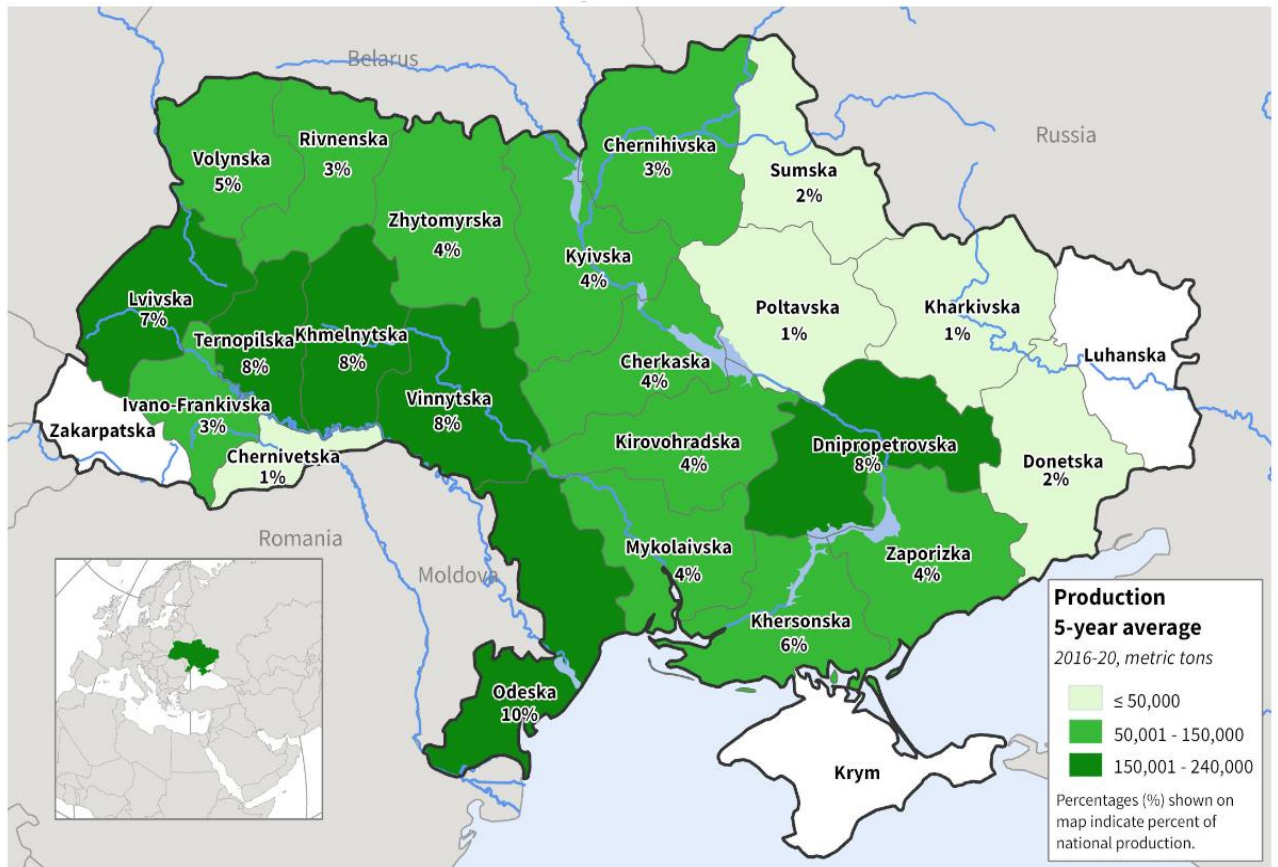 Belarus
Russia
Rivnenska
3%
Volynska
5%
Chernihivska
3%
Sumska
2%
Zhytomyrska
4%
Kyivska
4%
Lvivska
7%
Ternopilska
8%
Khmelnytska
8%
Poltavska
1%
Kharkivska
1%
Luhanska
Cherkaska
4%
Vinnytska
8%
Ivano-Frankivska
3%
Zakarpatska
Chernivetska
1%
Kirovohradska
4%
Dnipropetrovska
8%
Donetska
2%
Romania
Moldova
Mykolaivska
4%
Zaporizka
4%
Khersonska
6%
Odeska
10%
Krym
Production
5-year average
2016-20, metric tons
≤ 50,000
50,001 - 150,000
150,001 - 240,000
Percentages (%) shown on
map indicate percent of
national production.